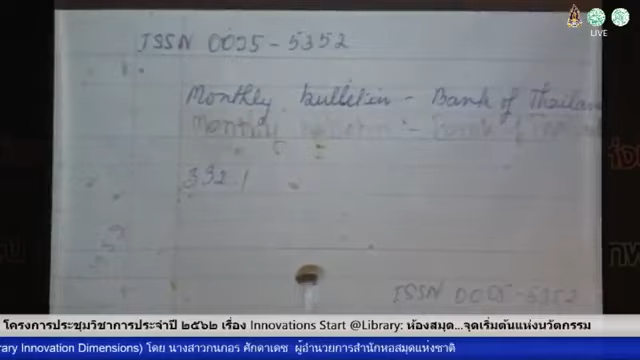 LIVE
ISSN 0025-5352
Monthly bulletin - Bank of Thailan
332.1
ISSN 0025-5352
โครงการประชุมวิชาการประจำปี ๒๕๖๒ เรื่อง Innovations Start @Library: ห้องสมุด...จุดเริ่มต้นแห่งนวัตกรรม
rary Innovation Dimensions) โดย นางสาวกนกอร ศักดาเดช ผู้อำนวยการสำนักหอสมุดแห่งชาติ